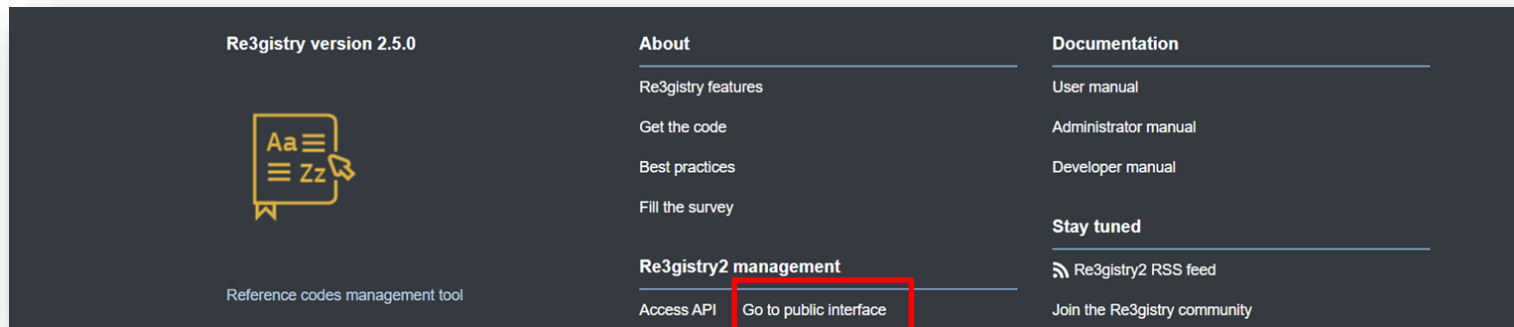 Re3gistry version 2.5.0
Aa
Zz
Reference codes management tool
About
Re3gistry features
Get the code
Best practices
Fill the survey
Re3gistry2 management
Access API Go to public interface
Documentation
User manual
Administrator manual
Developer manual
Stay tuned
Re3gistry2 RSS feed
Join the Re3gistry community